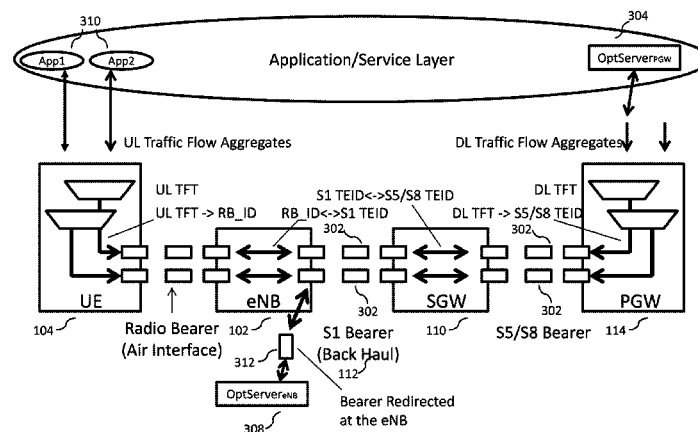 310
304
App1
App2
Application/Service Layer
OptServerPGW
UL Traffic Flow Aggregates
DL Traffic Flow Aggregates
UL TFT
S1 TEID<->S5/S8 TEID
DL TFT
UL TFT -> RB_ID
RB_ID<->S1 TEID
DL TFT -> S5/S8 TEID
302
302
UE
eNB
302
SGW
302
PGW
104
Radio Bearer
(Air Interface)
102
S1 Bearer
(Back Haul)
110
S5/S8 Bearer
114
312
112
OptServereNB
Bearer Redirected
at the eNB
308